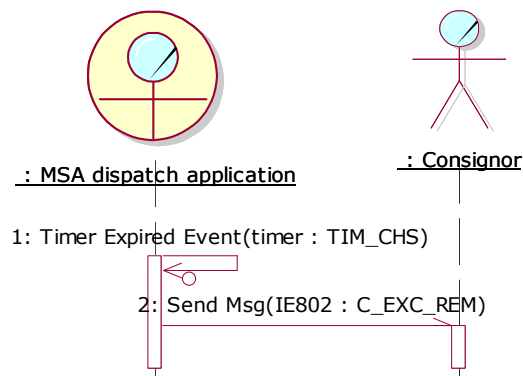 : MSA dispatch application
: Consignor
1: Timer Expired Event(timer : TIM_CHS)
2: Send Msg(IE802 : C_EXC_REM)